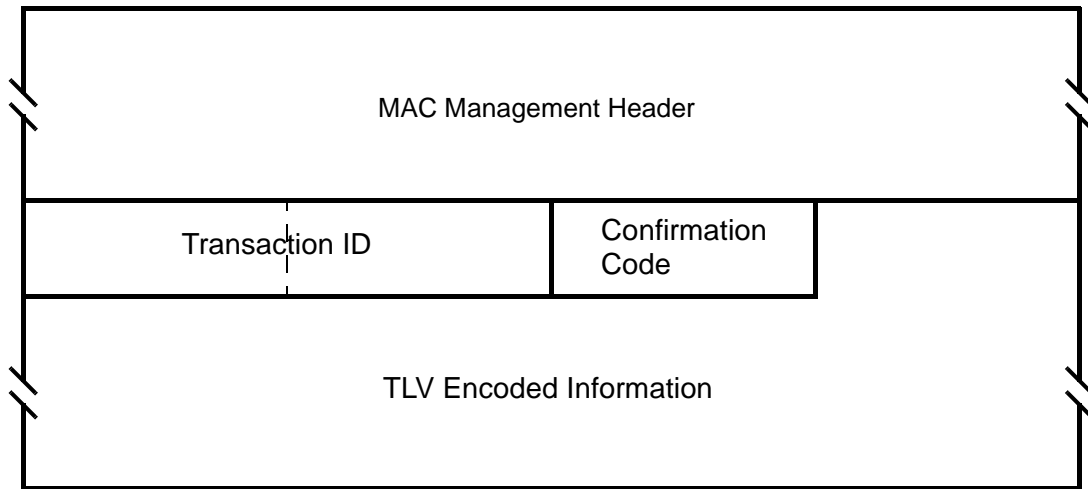 MAC Management Header
Transaction ID
Confirmation
Code
TLV Encoded Information